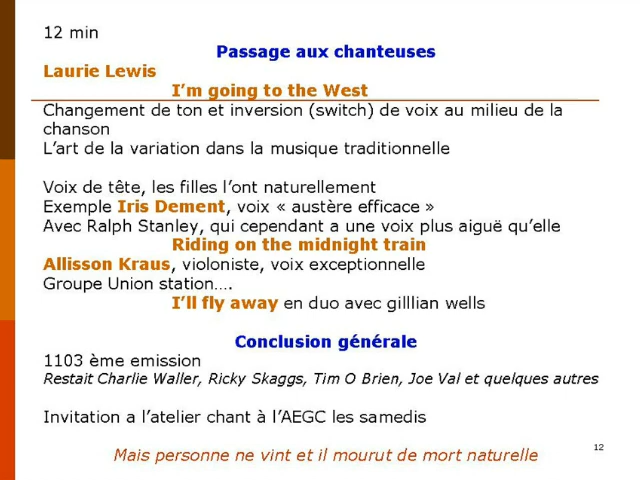 12 min
Passage aux chanteuses
Laurie Lewis
I’m going to the West
Changement de ton et inversion (switch) de voix au milieu de la
chanson
L’art de la variation dans la musique traditionnelle
Voix de tête, les filles l’ont naturellement
Exemple Iris Dement, voix « austère efficace »
Avec Ralph Stanley, qui cependant a une voix plus aiguë qu’elle
Riding on the midnight train
Allisson Kraus, violoniste, voix exceptionnelle
Groupe Union station….
I’ll fly away en duo avec gilllian wells
Conclusion générale
1103 ème emission
Restait Charlie Waller, Ricky Skaggs, Tim O Brien, Joe Val et quelques autres
Invitation a l’atelier chant à l’AEGC les samedis
12
Mais personne ne vint et il mourut de mort naturelle